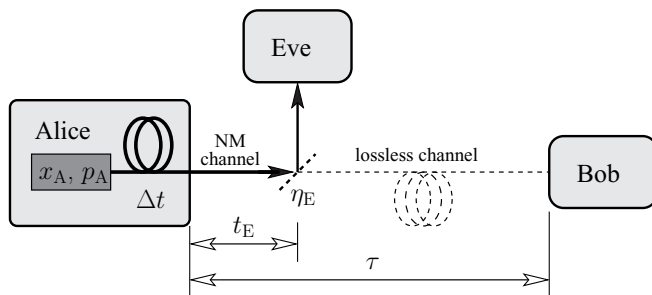 Eve
Alice
x_A, p_A
Δt
NM
channel
η_E
lossless channel
Bob
t_E
τ